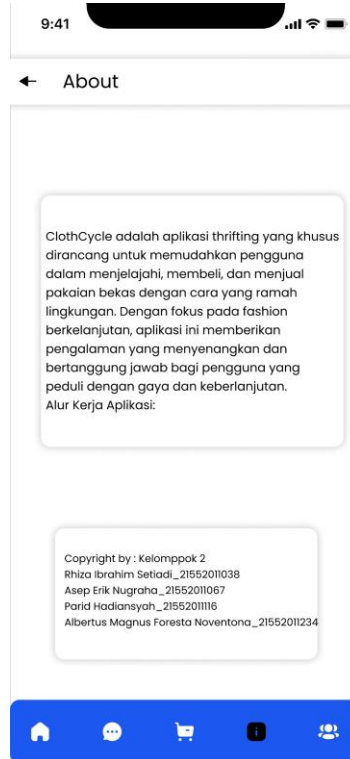 9:41
About
ClothCycle adalah aplikasi thrifting yang khusus
dirancang untuk memudahkan pengguna
dalam menjelajahi, membeli, dan menjual
pakaian bekas dengan cara yang ramah
lingkungan. Dengan fokus pada fashion
berkelanjutan, aplikasi ini memberikan
pengalaman yang menyenangkan dan
bertanggung jawab bagi pengguna yang
peduli dengan gaya dan keberlanjutan.
Alur Kerja Aplikasi:
Copyright by : Kelomppok 2
Rhiza Ibrahim Setiadi_21552011038
Asep Erik Nugraha_21552011067
Parid Hadiansyah_21552011116
Albertus Magnus Foresta Noventona_21552011234